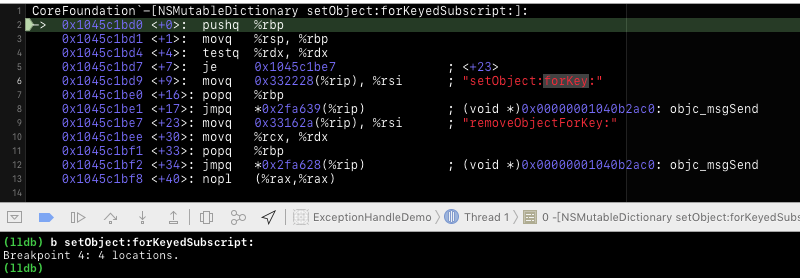 CoreFoundation`-[NSMutableDictionary setObject:forKeyedSubscript:]:
2 -> 0x1045c1bd0 <+0>: pushq %rbp
3 0x1045c1bd1 <+1>: movq %rsp, %rbp
4 0x1045c1bd4 <+4>: testq %rdx, %rdx
5 0x1045c1bd7 <+7>: je 0x1045c1be7 ; <+23>
6 0x1045c1bd9 <+9>: movq 0x332228(%rip), %rsi ; "setObject:forKey:"
7 0x1045c1be0 <+16>: popq %rbp
8 0x1045c1be1 <+17>: jmpq *0x2fa639(%rip) ; (void *)0x00000001040b2ac0: objc_msgSend
9 0x1045c1be7 <+23>: movq 0x33162a(%rip), %rsi ; "removeObjectForKey:"
10 0x1045c1bee <+30>: movq %rcx, %rdx
11 0x1045c1bf1 <+33>: popq %rbp
12 0x1045c1bf2 <+34>: jmpq *0x2fa628(%rip) ; (void *)0x00000001040b2ac0: objc_msgSend
13 0x1045c1bf8 <+40>: nopl (%rax,%rax)
14
ExceptionHandleDemo Thread 1 0 -[NSMutableDictionary setObject:forKeyedSubs
(lldb) b setObject:forKeyedSubscript:
Breakpoint 4: 4 locations.
(lldb)